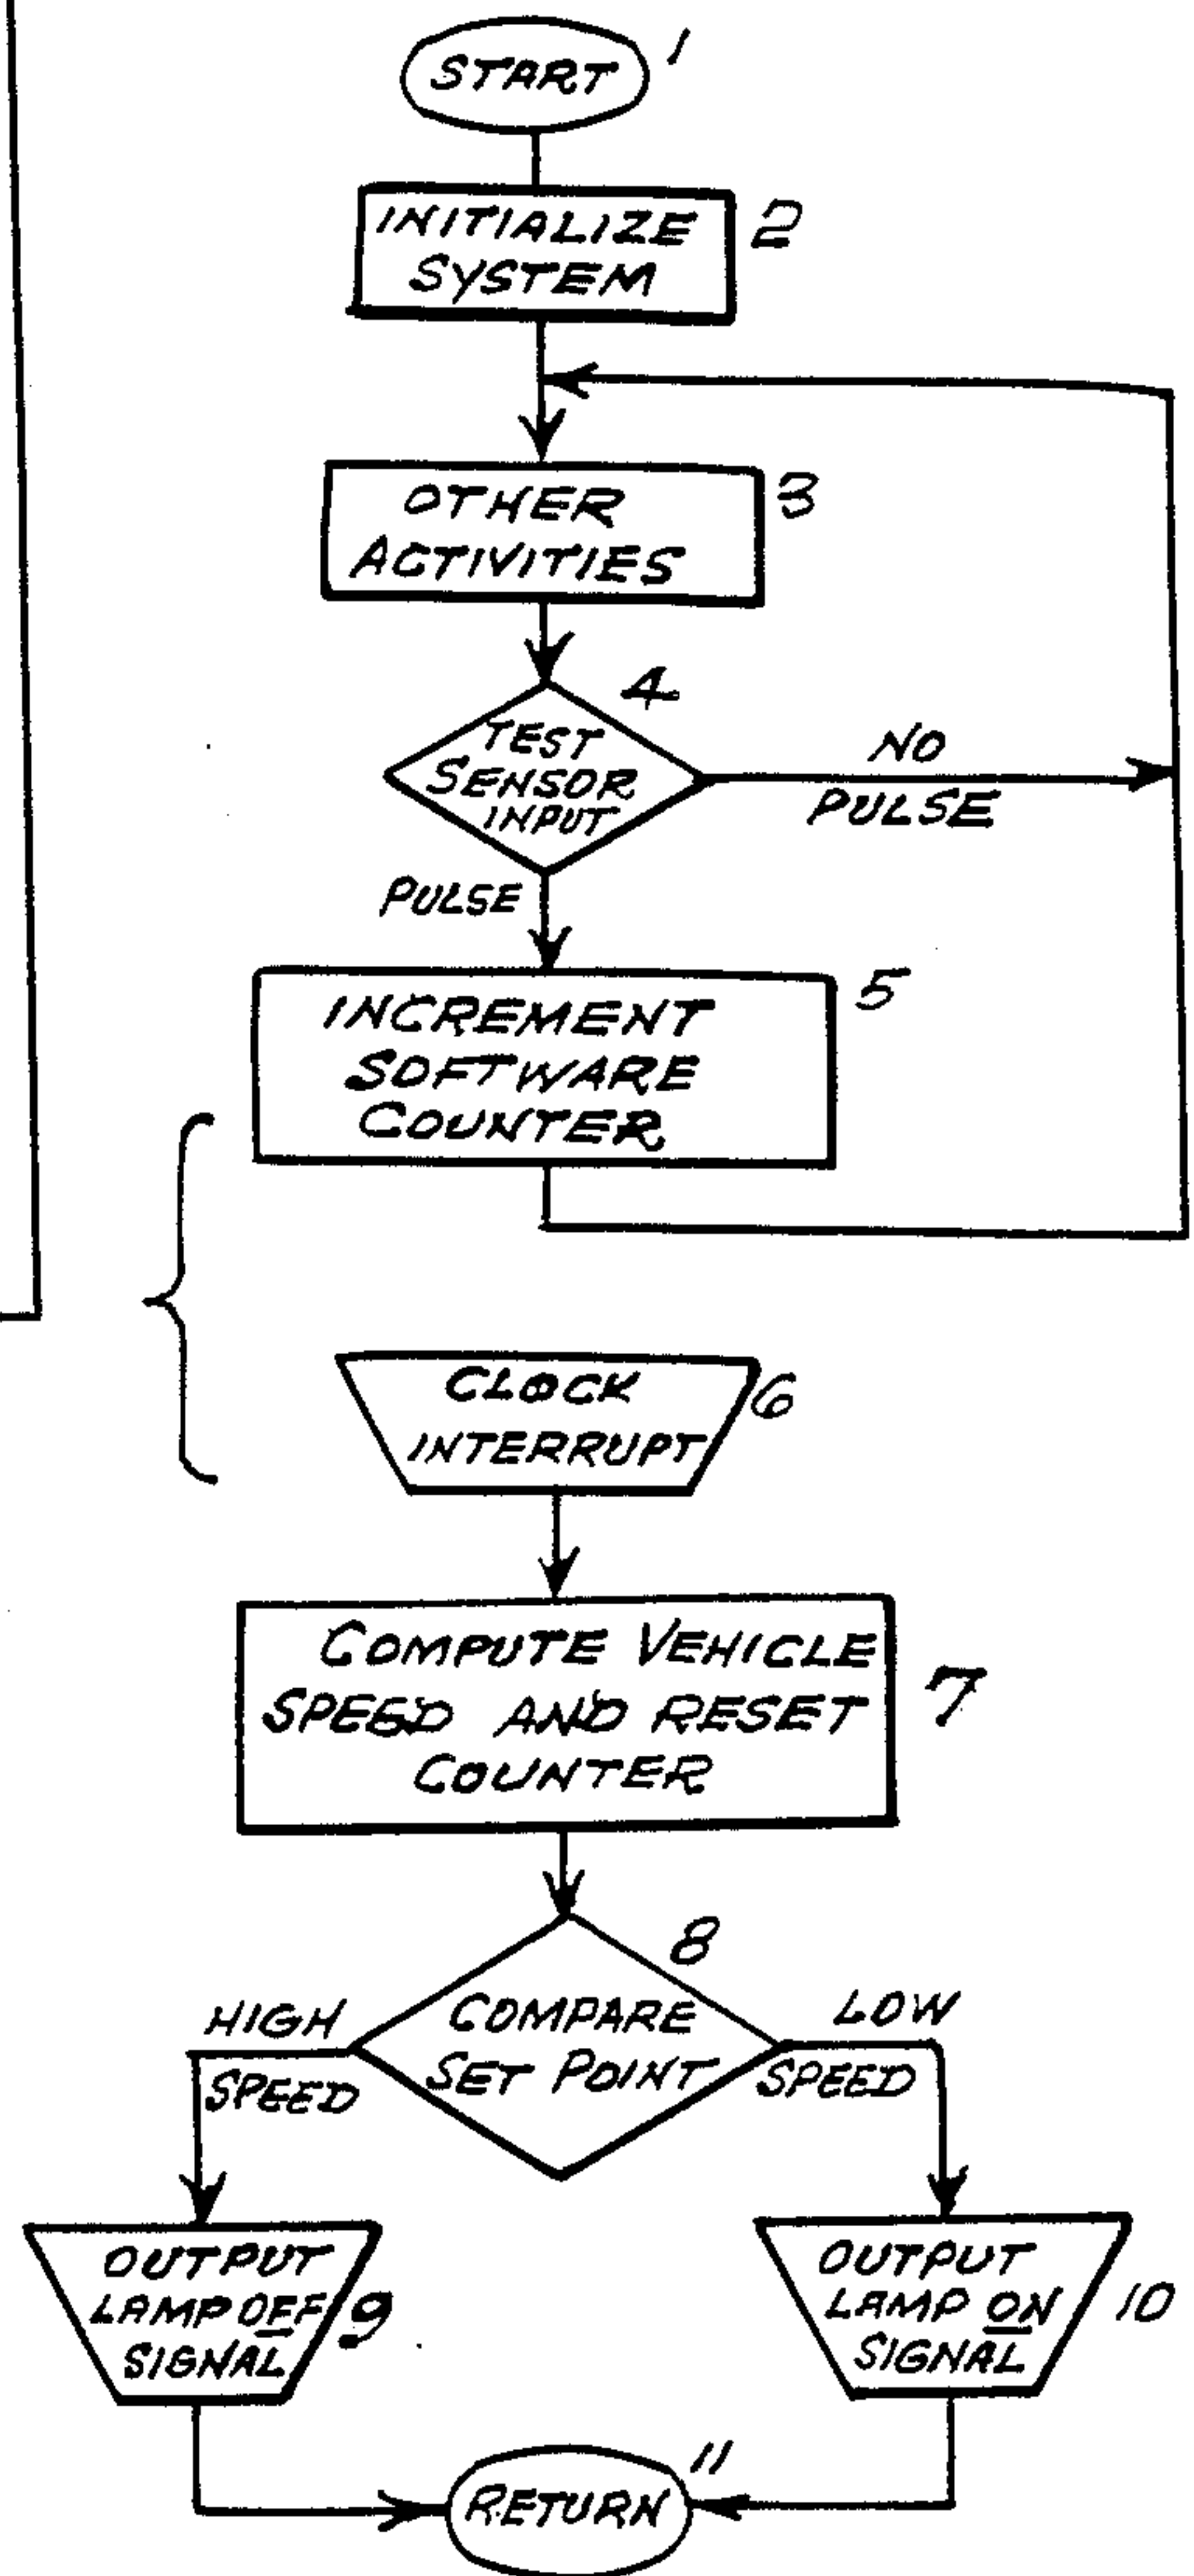 START
1
INITIALIZE
SYSTEM
2
OTHER
ACTIVITIES
3
4
TEST
SENSOR
INPUT
NO
PULSE
PULSE
INCREMENT
SOFTWARE
COUNTER
5
CLOCK
INTERRUPT
6
COMPUTE VEHICLE
SPEED AND RESET
COUNTER
7
8
COMPARE
SET POINT
HIGH
SPEED
LOW
SPEED
OUTPUT
LAMP OFF
SIGNAL
9
OUTPUT
LAMP ON
SIGNAL
10
RETURN
11